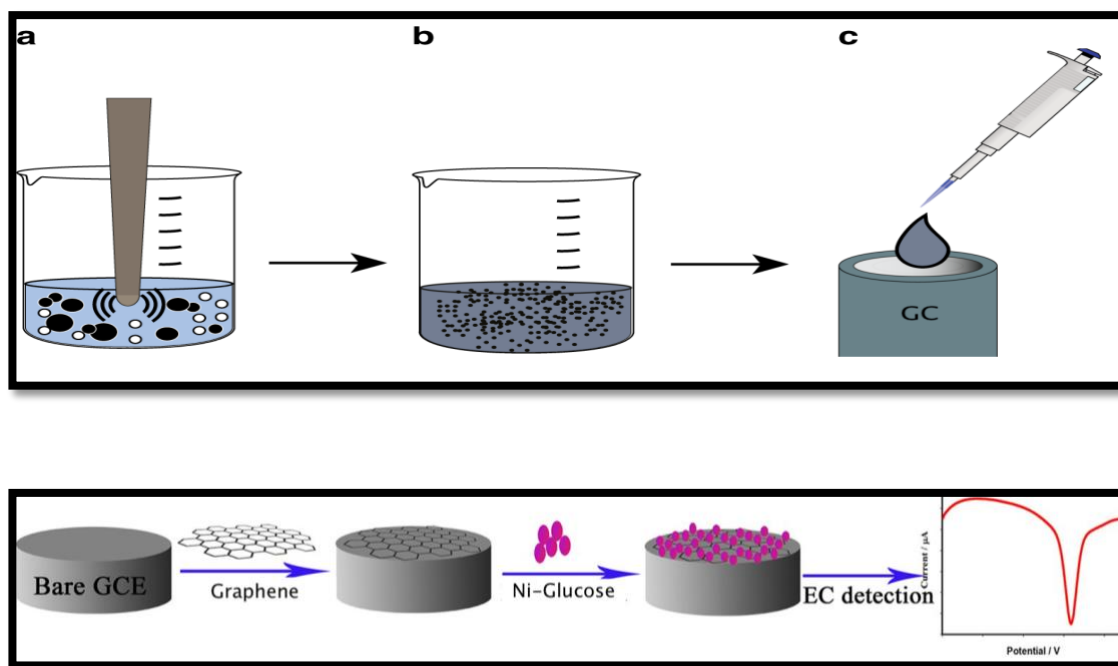 a
b
c
GC
Bare GCE
Graphene
Ni-Glucose
EC detection
Current / µA
Potential / V